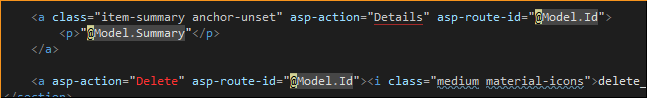 <a class="item-summary anchor-unset" asp-action="Details" asp-route-id="@Model.Id">
<p>"@Model.Summary"</p>
</a>
<a asp-action="Delete" asp-route-id="@Model.Id"><i class="medium material-icons">delete_
</section>